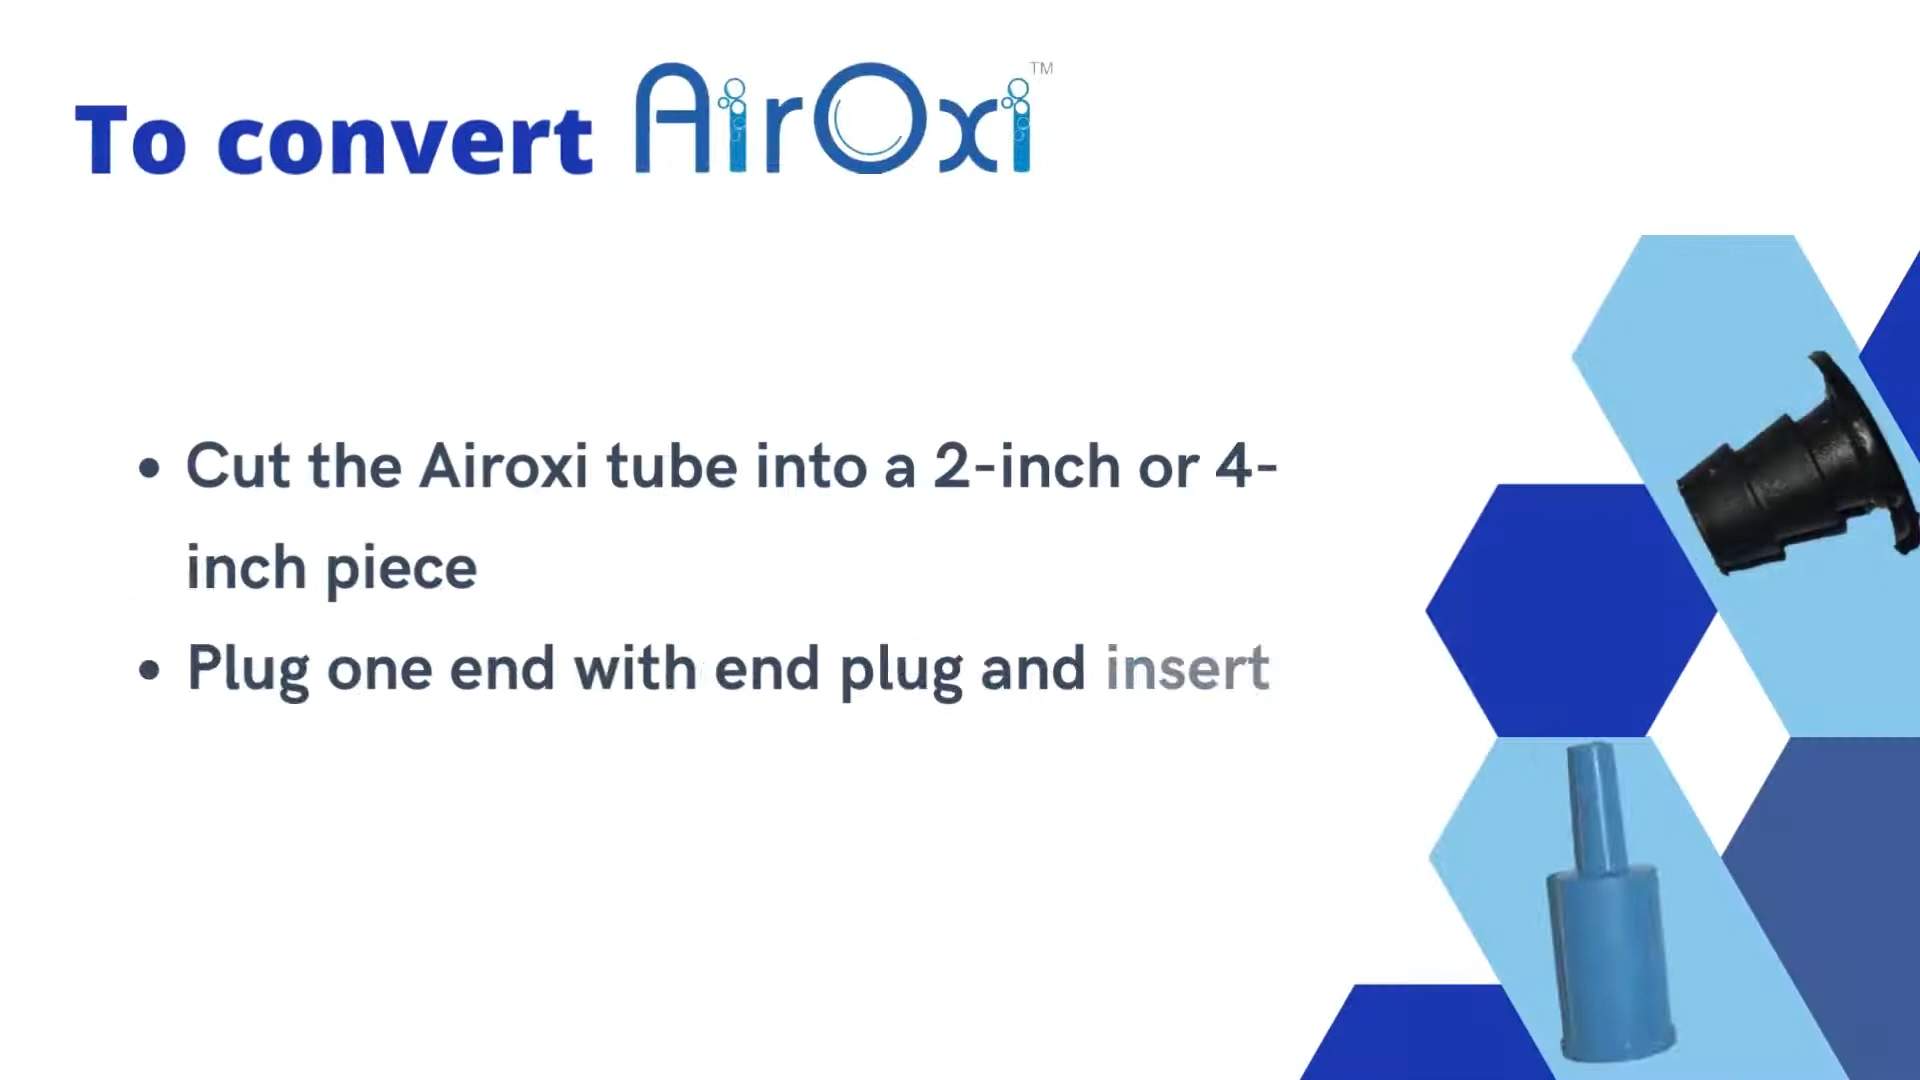 To convert AirOxi™
• Cut the Airoxi tube into a 2-inch or 4-
inch piece
• Plug one end with end plug and insert